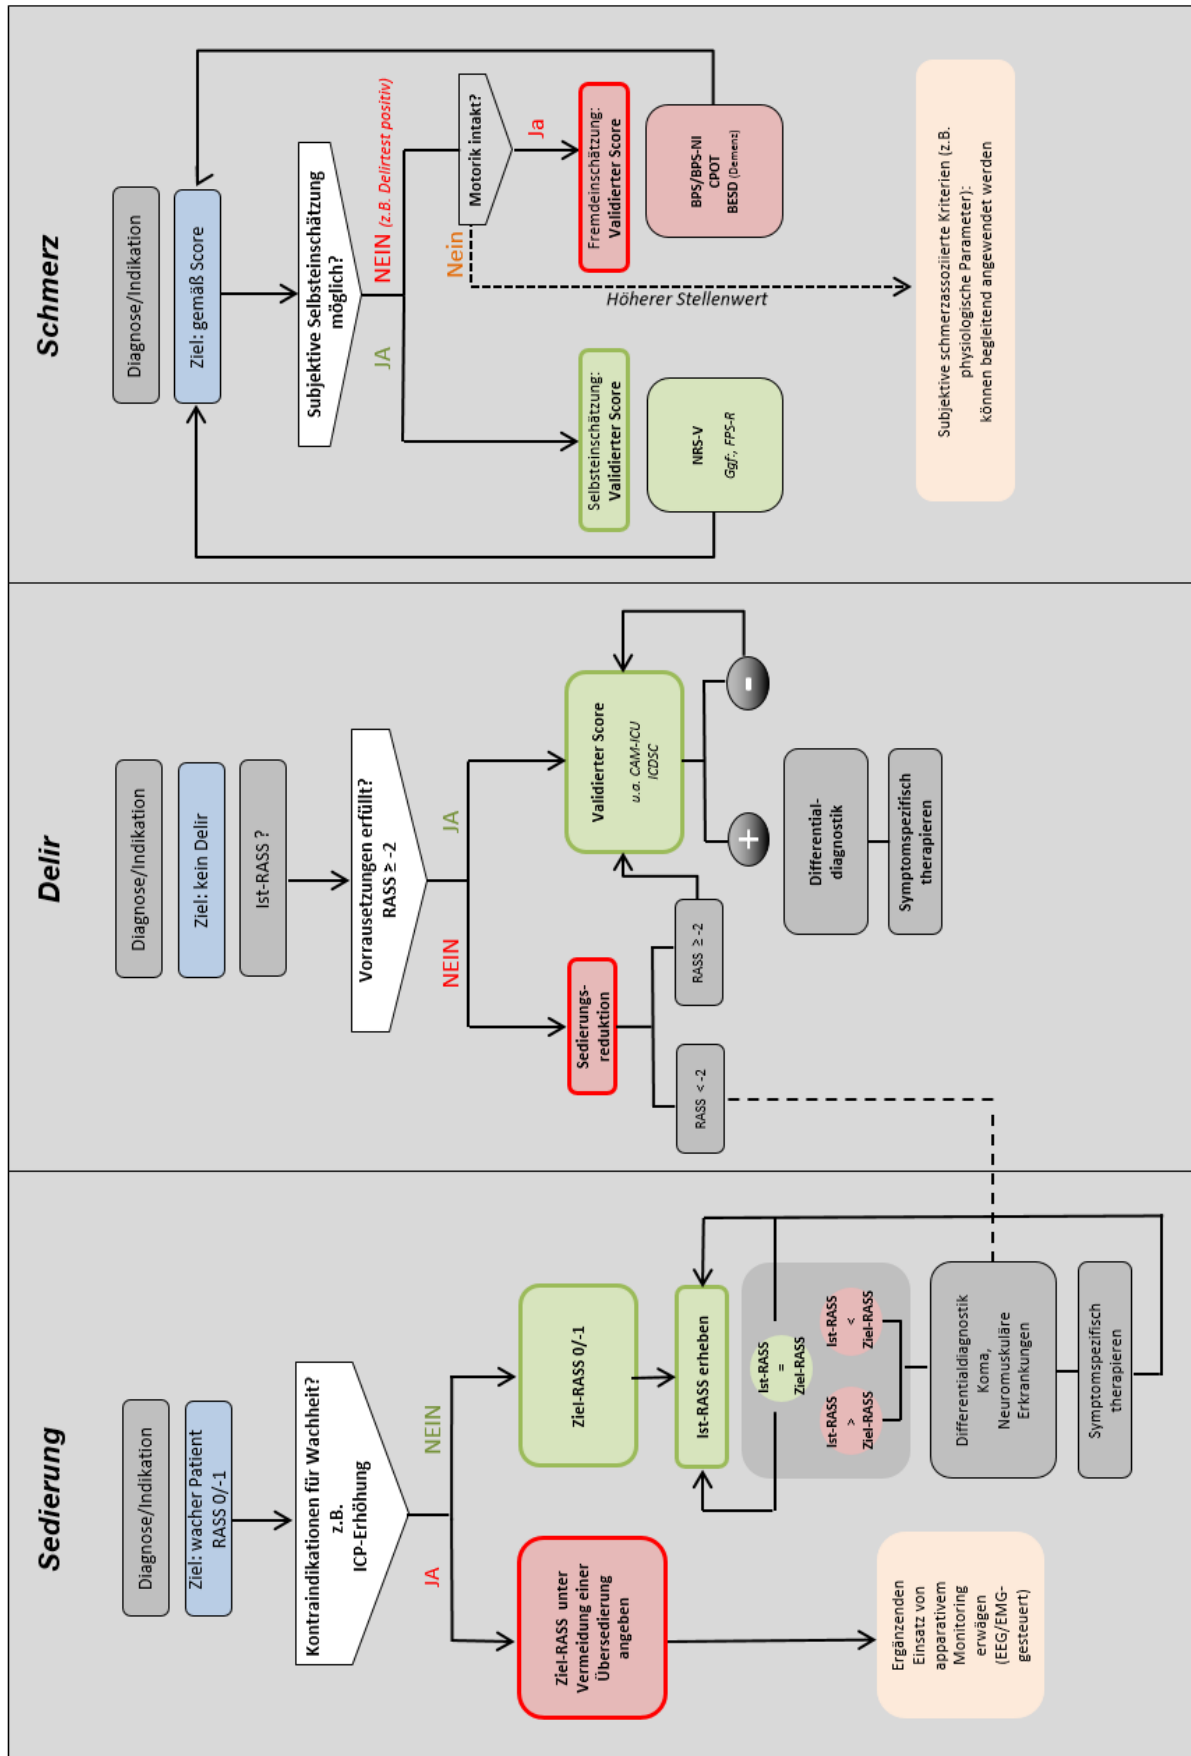 Sedierung
Diagnose/Indikation
Ziel: wacher Patient
RASS 0/-1
Kontraindikationen für Wachheit?
z.B.
ICP-Erhöhung
JA
NEIN
Ziel-RASS unter
Vermeidung einer
Übersedierung
angeben
Ziel-RASS 0/-1
Ist-RASS erheben
Ist-RASS
=
Ziel-RASS
Ist-RASS
>
Ziel-RASS
Ist-RASS
<
Ziel-RASS
Ergänzenden
Einsatz von
apparativem
Monitoring
erwägen
(EEG/EMG-
gesteuert)
Differentialdiagnostik
Koma,
Neuromuskuläre
Erkrankungen
Symptomspezifisch
therapieren
Delir
Diagnose/Indikation
Ziel: kein Delir
Ist-RASS ?
Vorrausetzungen erfüllt?
RASS ≥ -2
NEIN
JA
Sedierungs-
reduktion
RASS < -2
RASS ≥ -2
Validierter Score
u.a. CAM-ICU
ICDSC
+
-
Differential-
diagnostik
Symptomspezifisch
therapieren
Schmerz
Diagnose/Indikation
Ziel: gemäß Score
Subjektive Selbsteinschätzung
möglich?
JA
NEIN (z.B. Delirtest positiv)
Motorik intakt?
Nein
Ja
Höherer Stellenwert
Selbsteinschätzung:
Validierter Score
Fremdeinschätzung:
Validierter Score
NRS-V
Ggf:, FPS-R
BPS/BPS-NI
CPOT
BESD (Demenz)
Subjektive schmerzassoziierte Kriterien (z.B.
physiologische Parameter):
können begleitend angewendet werden